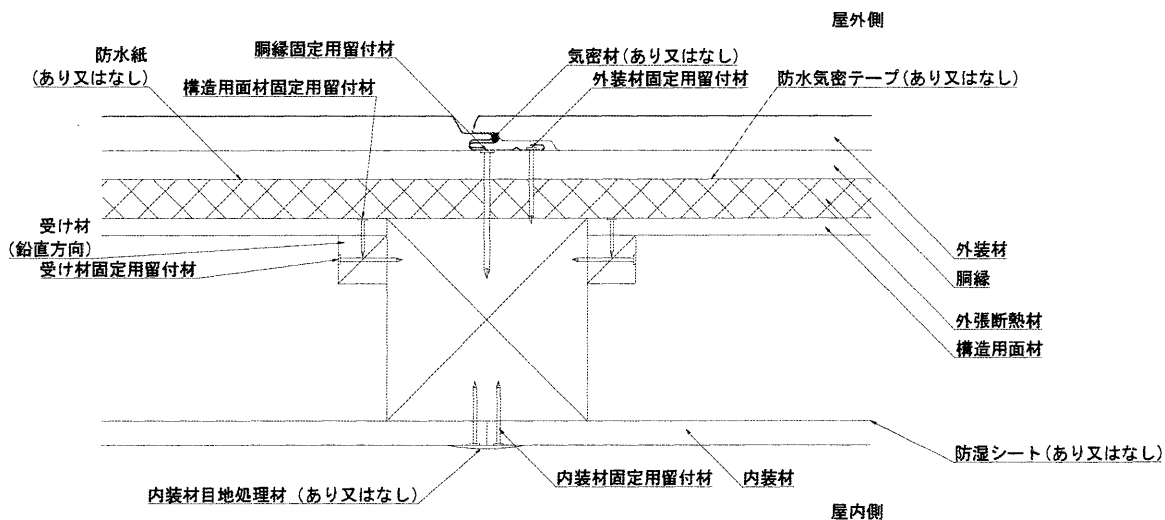 屋外側
防水紙
(あり又はなし)
胴縁固定用留付材
構造用面材固定用留付材
気密材(あり又はなし)
外装材固定用留付材
防水気密テープ(あり又はなし)
受け材
(鉛直方向)
受け材固定用留付材
外装材
胴縁
外張断熱材
構造用面材
防湿シート(あり又はなし)
内装材目地処理材 (あり又はなし)
内装材固定用留付材
内装材
屋内側